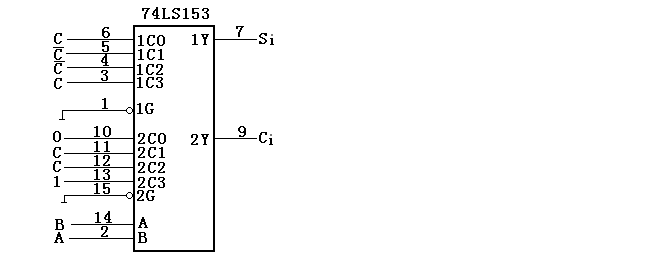 74LS153
C 6 1C0 1Y 7 Si
C̅ 5 1C1
C̅ 4 1C2
C 3 1C3
1 1G
0 10 2C0 2Y 9 Ci
C 11 2C1
C 12 2C2
1 13 2C3
15 2G
B 14 A
A 2 B